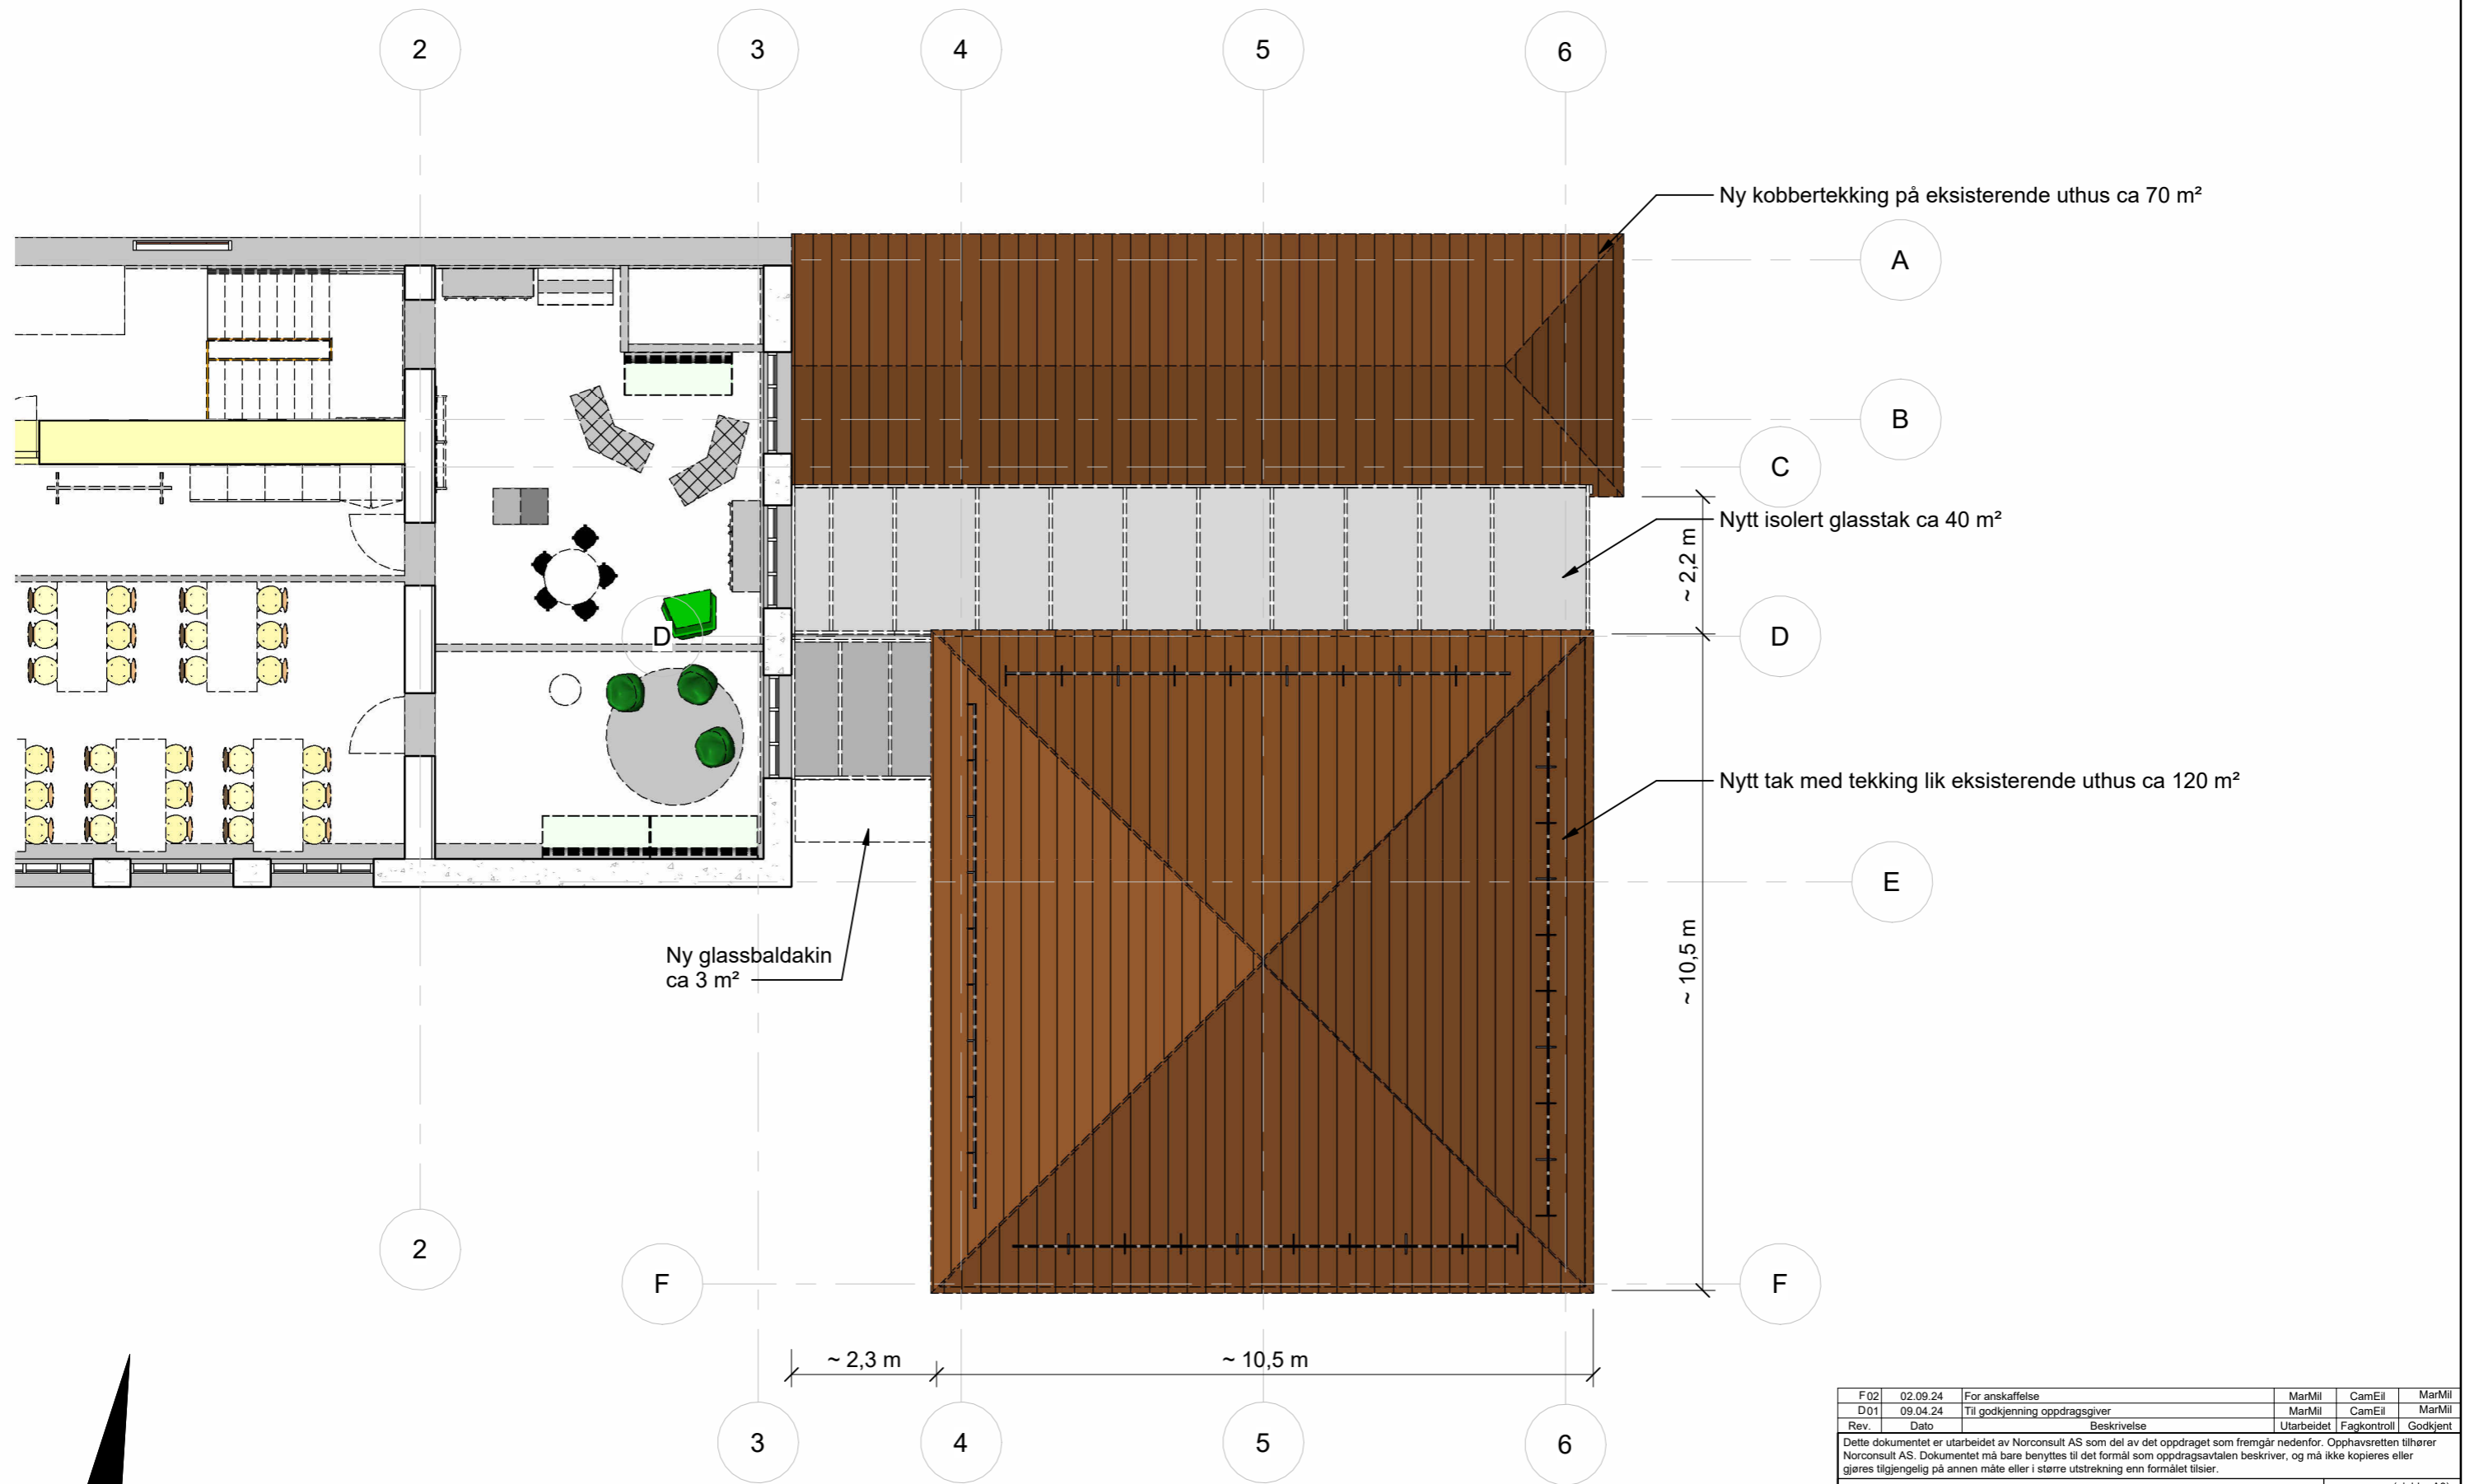 2
3
4
5
6
Ny kobbertekking på eksisterende uthus ca 70 m²
A
B
C
Nytt isolert glasstak ca 40 m²
~ 2,2 m
D
D
Nytt tak med tekking lik eksisterende uthus ca 120 m²
E
~ 10,5 m
Ny glassbaldakin
ca 3 m²
2
F
F
~ 2,3 m
~ 10,5 m
3
4
5
6
F02 02.09.24 For anskaffelse MarMil CamEil MarMil
D01 09.04.24 Til godkjenning oppdragsgiver MarMil CamEil MarMil
Rev. Dato Beskrivelse Utarbeidet Fagkontroll Godkjent
Dette dokumentet er utarbeidet av Norconsult AS som del av det oppdraget som fremgår nedenfor. Opphavsretten tilhører
Norconsult AS. Dokumentet må bare benyttes til det formål som oppdragsavtalen beskriver, og må ikke kopieres eller
gjøres tilgjengelig på annen måte eller i større utstrekning enn formålet tilsier.